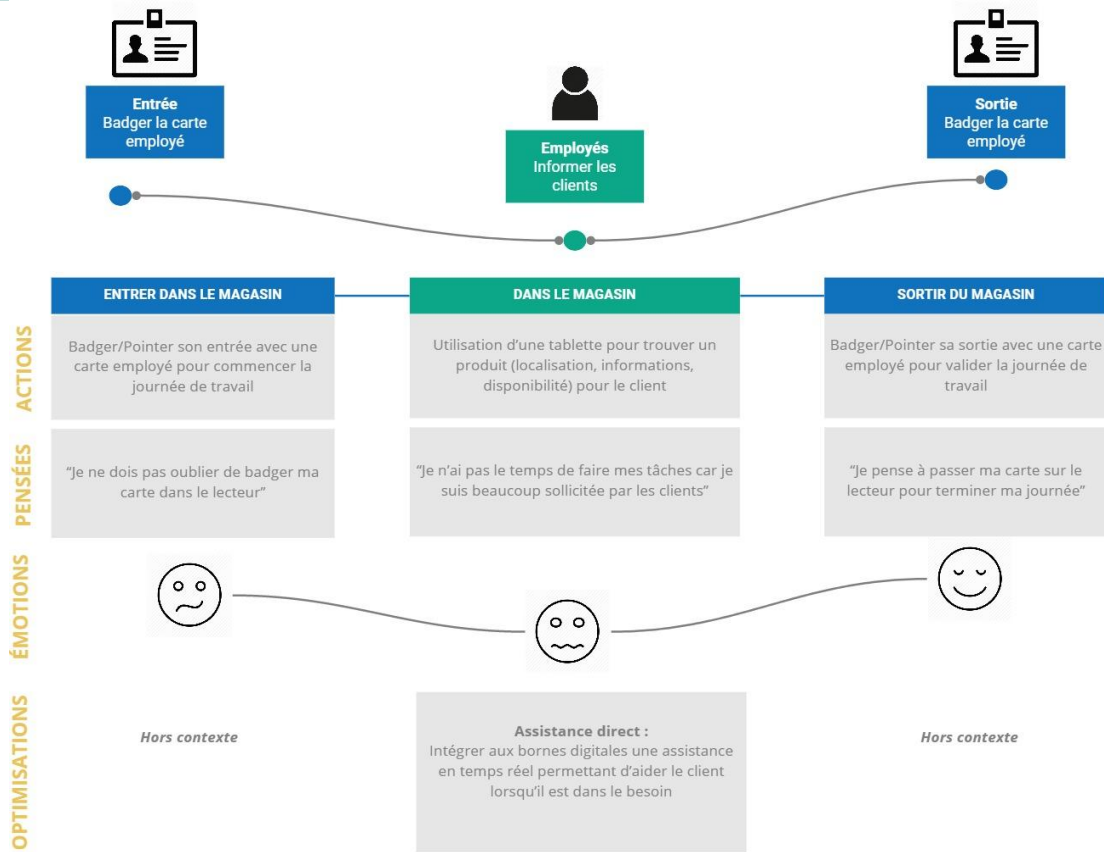 Entrée
Badger la carte
employé
Employés
Informer les
clients
Sortie
Badger la carte
employé
ENTRER DANS LE MAGASIN
DANS LE MAGASIN
SORTIR DU MAGASIN
ACTIONS
Badger/Pointer son entrée avec une
carte employé pour commencer la
journée de travail
Utilisation d'une tablette pour trouver un
produit (localisation, informations,
disponibilité) pour le client
Badger/Pointer sa sortie avec une carte
employé pour valider la journée de
travail
PENSÉES
“Je ne dois pas oublier de badger ma
carte dans le lecteur”
“Je n'ai pas le temps de faire mes tâches car je
suis beaucoup sollicitée par les clients”
“Je pense à passer ma carte sur le
lecteur pour terminer ma journée”
ÉMOTIONS
OPTIMISATIONS
Hors contexte
Assistance direct :
Intégrer aux bornes digitales une assistance
en temps réel permettant d'aider le client
lorsqu'il est dans le besoin
Hors contexte